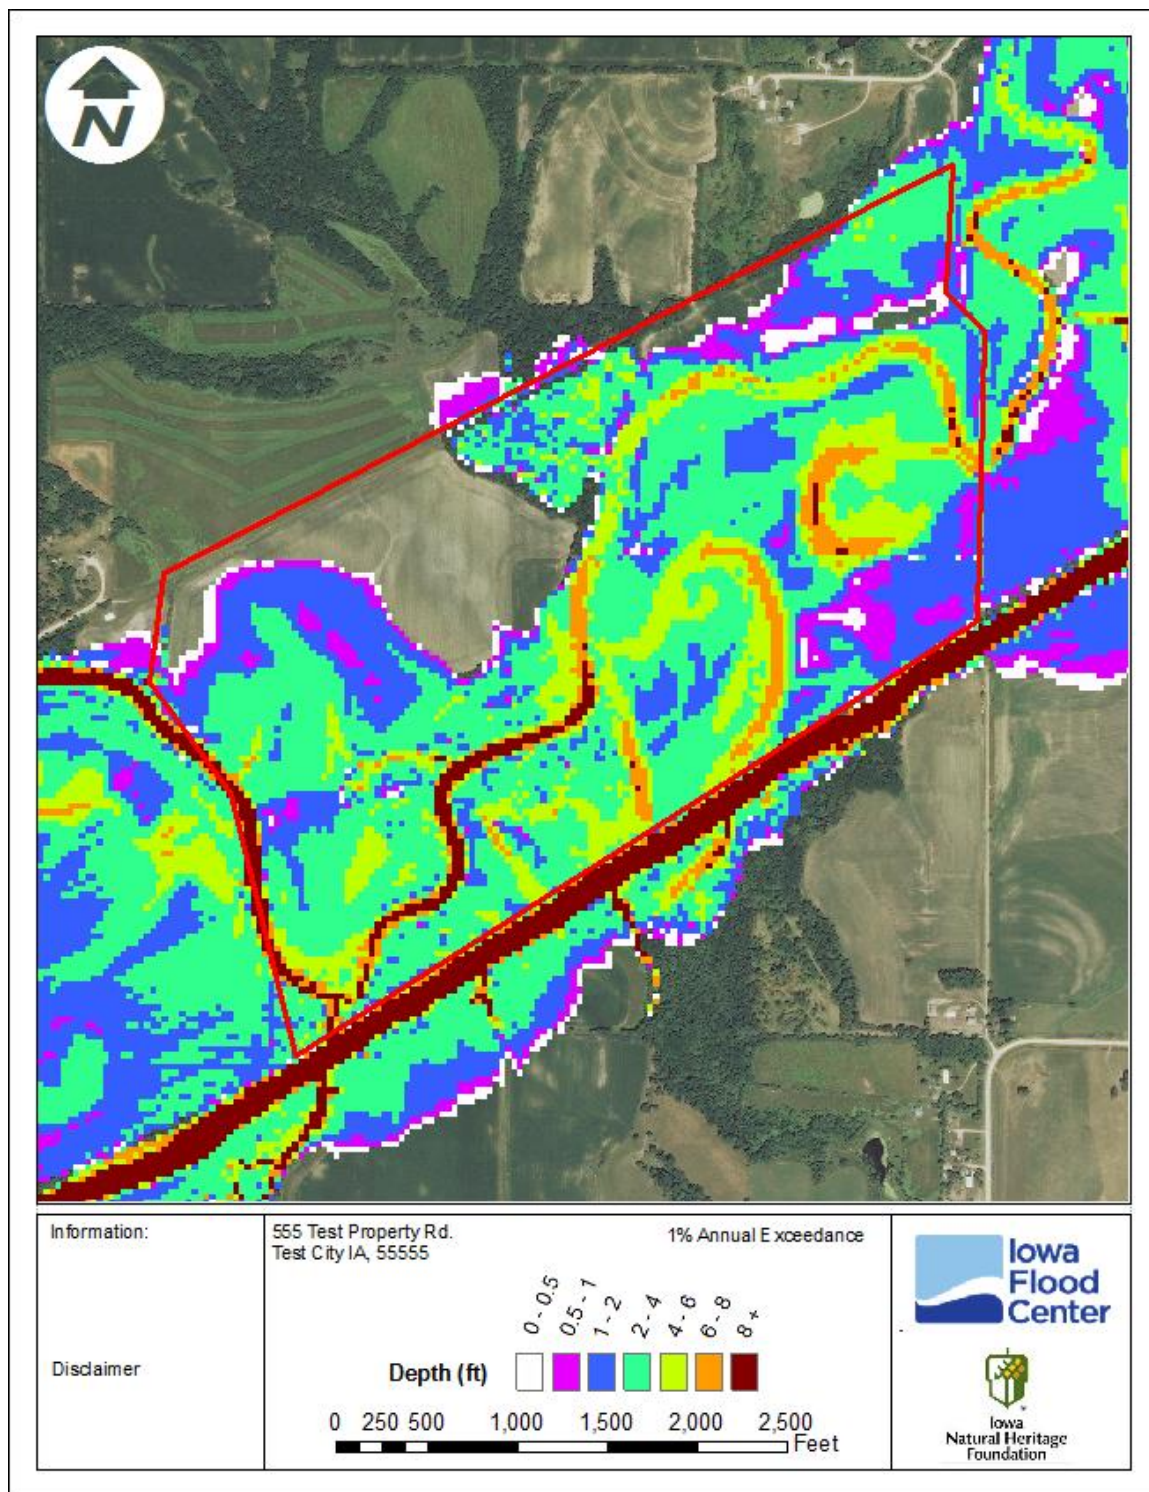 N
Information:
555 Test Property Rd.
Test City IA, 55555
1% Annual Exceedance
Disclaimer
Depth (ft)
0 - 0.5
0.5 - 1
1 - 2
2 - 4
4 - 6
6 - 8
8 +
0 250 500 1,000 1,500 2,000 2,500
Feet
Iowa
Flood
Center
Iowa
Natural Heritage
Foundation